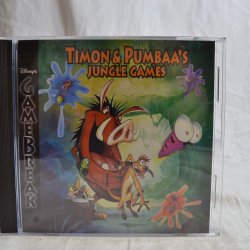 TIMON & PUMBAA'S
JUNGLE GAMES
Disney's
GAMEBREAK